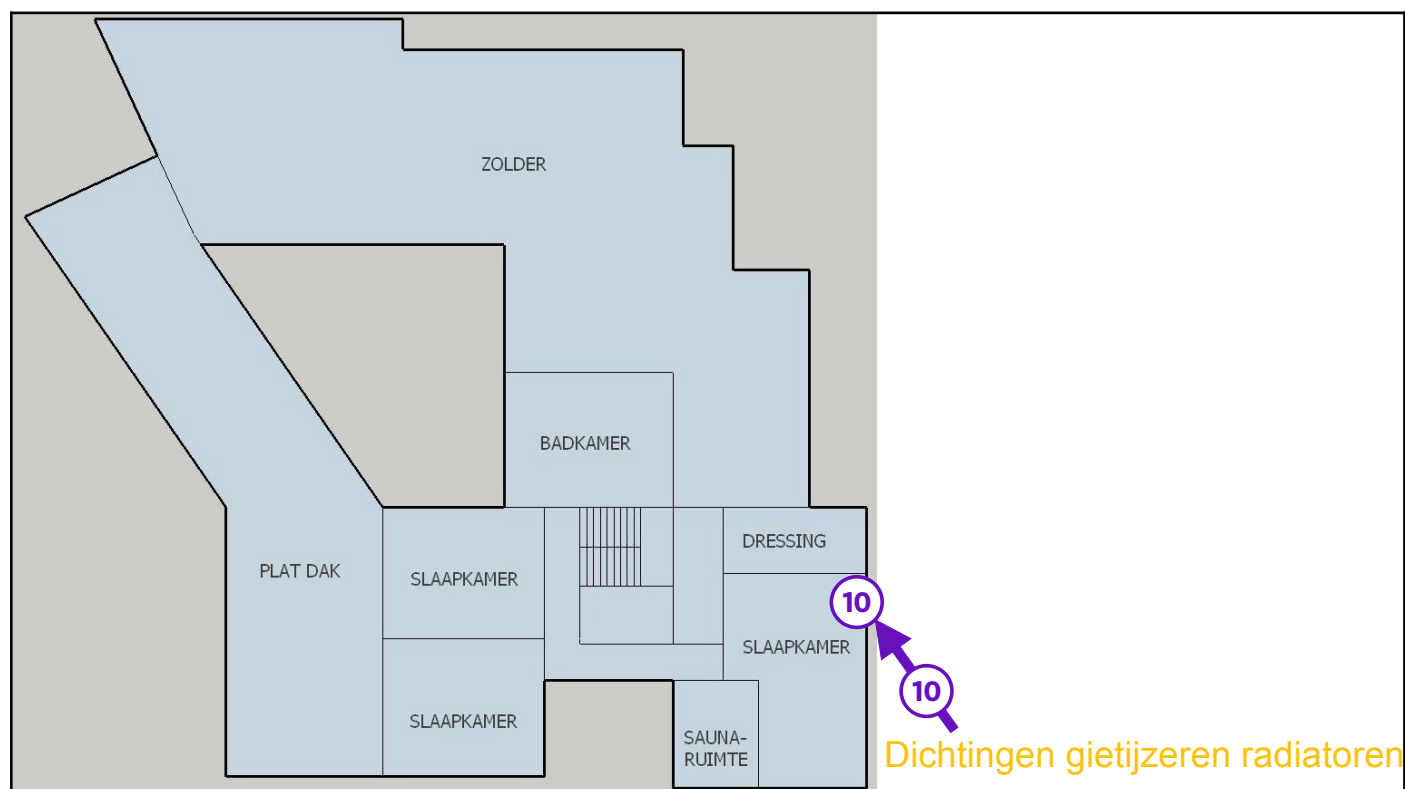 ZOLDER
BADKAMER
DRESSING
PLAT DAK
SLAAPKAMER
10
SLAAPKAMER
10
SLAAPKAMER
SAUNA-
RUIMTE
Dichtingen gietijzeren radiatoren